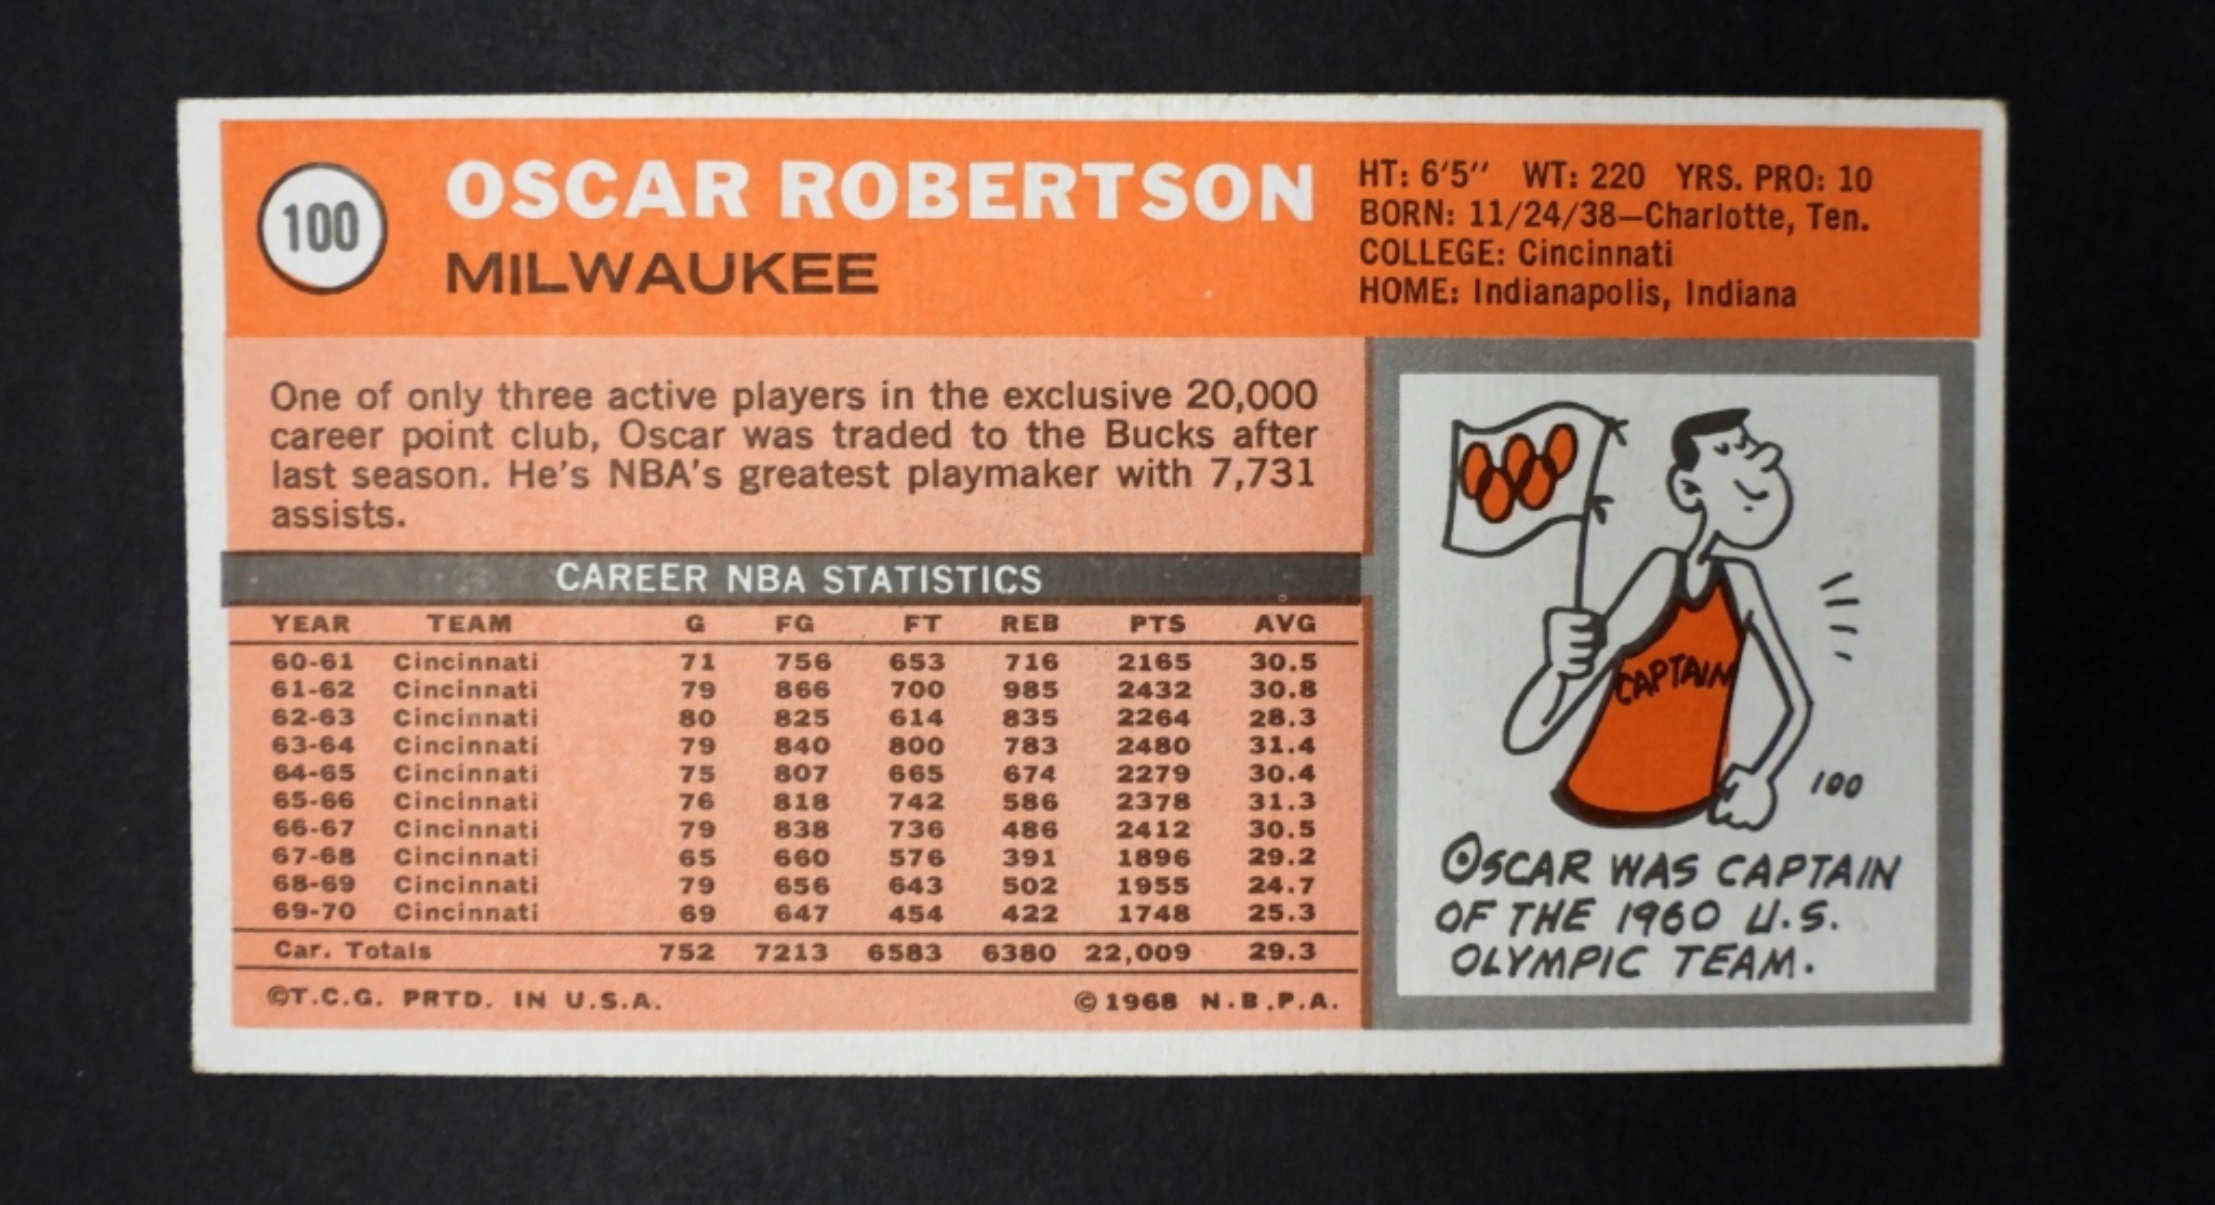 100
OSCAR ROBERTSON
MILWAUKEE
HT: 6'5" WT: 220 YRS. PRO: 10
BORN: 11/24/38—Charlotte, Ten.
COLLEGE: Cincinnati
HOME: Indianapolis, Indiana
One of only three active players in the exclusive 20,000
career point club, Oscar was traded to the Bucks after
last season. He's NBA's greatest playmaker with 7,731
assists.
CAREER NBA STATISTICS
YEAR TEAM G FG FT REB PTS AVG
60-61 Cincinnati 71 756 653 716 2165 30.5
61-62 Cincinnati 79 866 700 985 2432 30.8
62-63 Cincinnati 80 825 614 835 2264 28.3
63-64 Cincinnati 79 840 800 783 2480 31.4
64-65 Cincinnati 75 807 665 674 2279 30.4
65-66 Cincinnati 76 818 742 586 2378 31.3
66-67 Cincinnati 79 838 736 486 2412 30.5
67-68 Cincinnati 65 660 576 391 1896 29.2
68-69 Cincinnati 79 656 643 502 1955 24.7
69-70 Cincinnati 69 647 454 422 1748 25.3
Car. Totals 752 7213 6583 6380 22,009 29.3
©T.C.G. PRTD. IN U.S.A. © 1968 N.B.P.A.
CAPTAIN
100
OSCAR WAS CAPTAIN
OF THE 1960 U.S.
OLYMPIC TEAM.